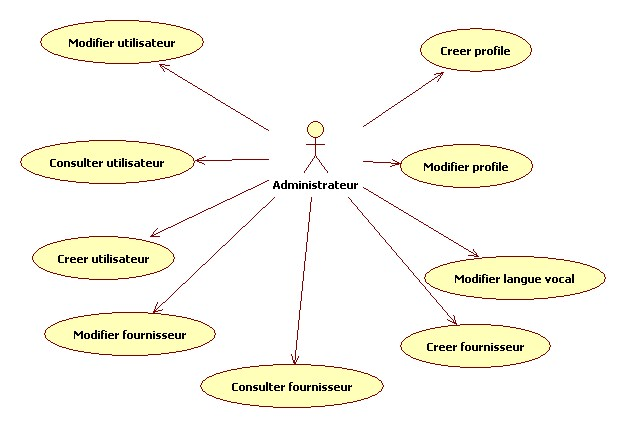 Modifier utilisateur
Creer profile
Consulter utilisateur
Modifier profile
Administrateur
Creer utilisateur
Modifier langue vocal
Modifier fournisseur
Creer fournisseur
Consulter fournisseur